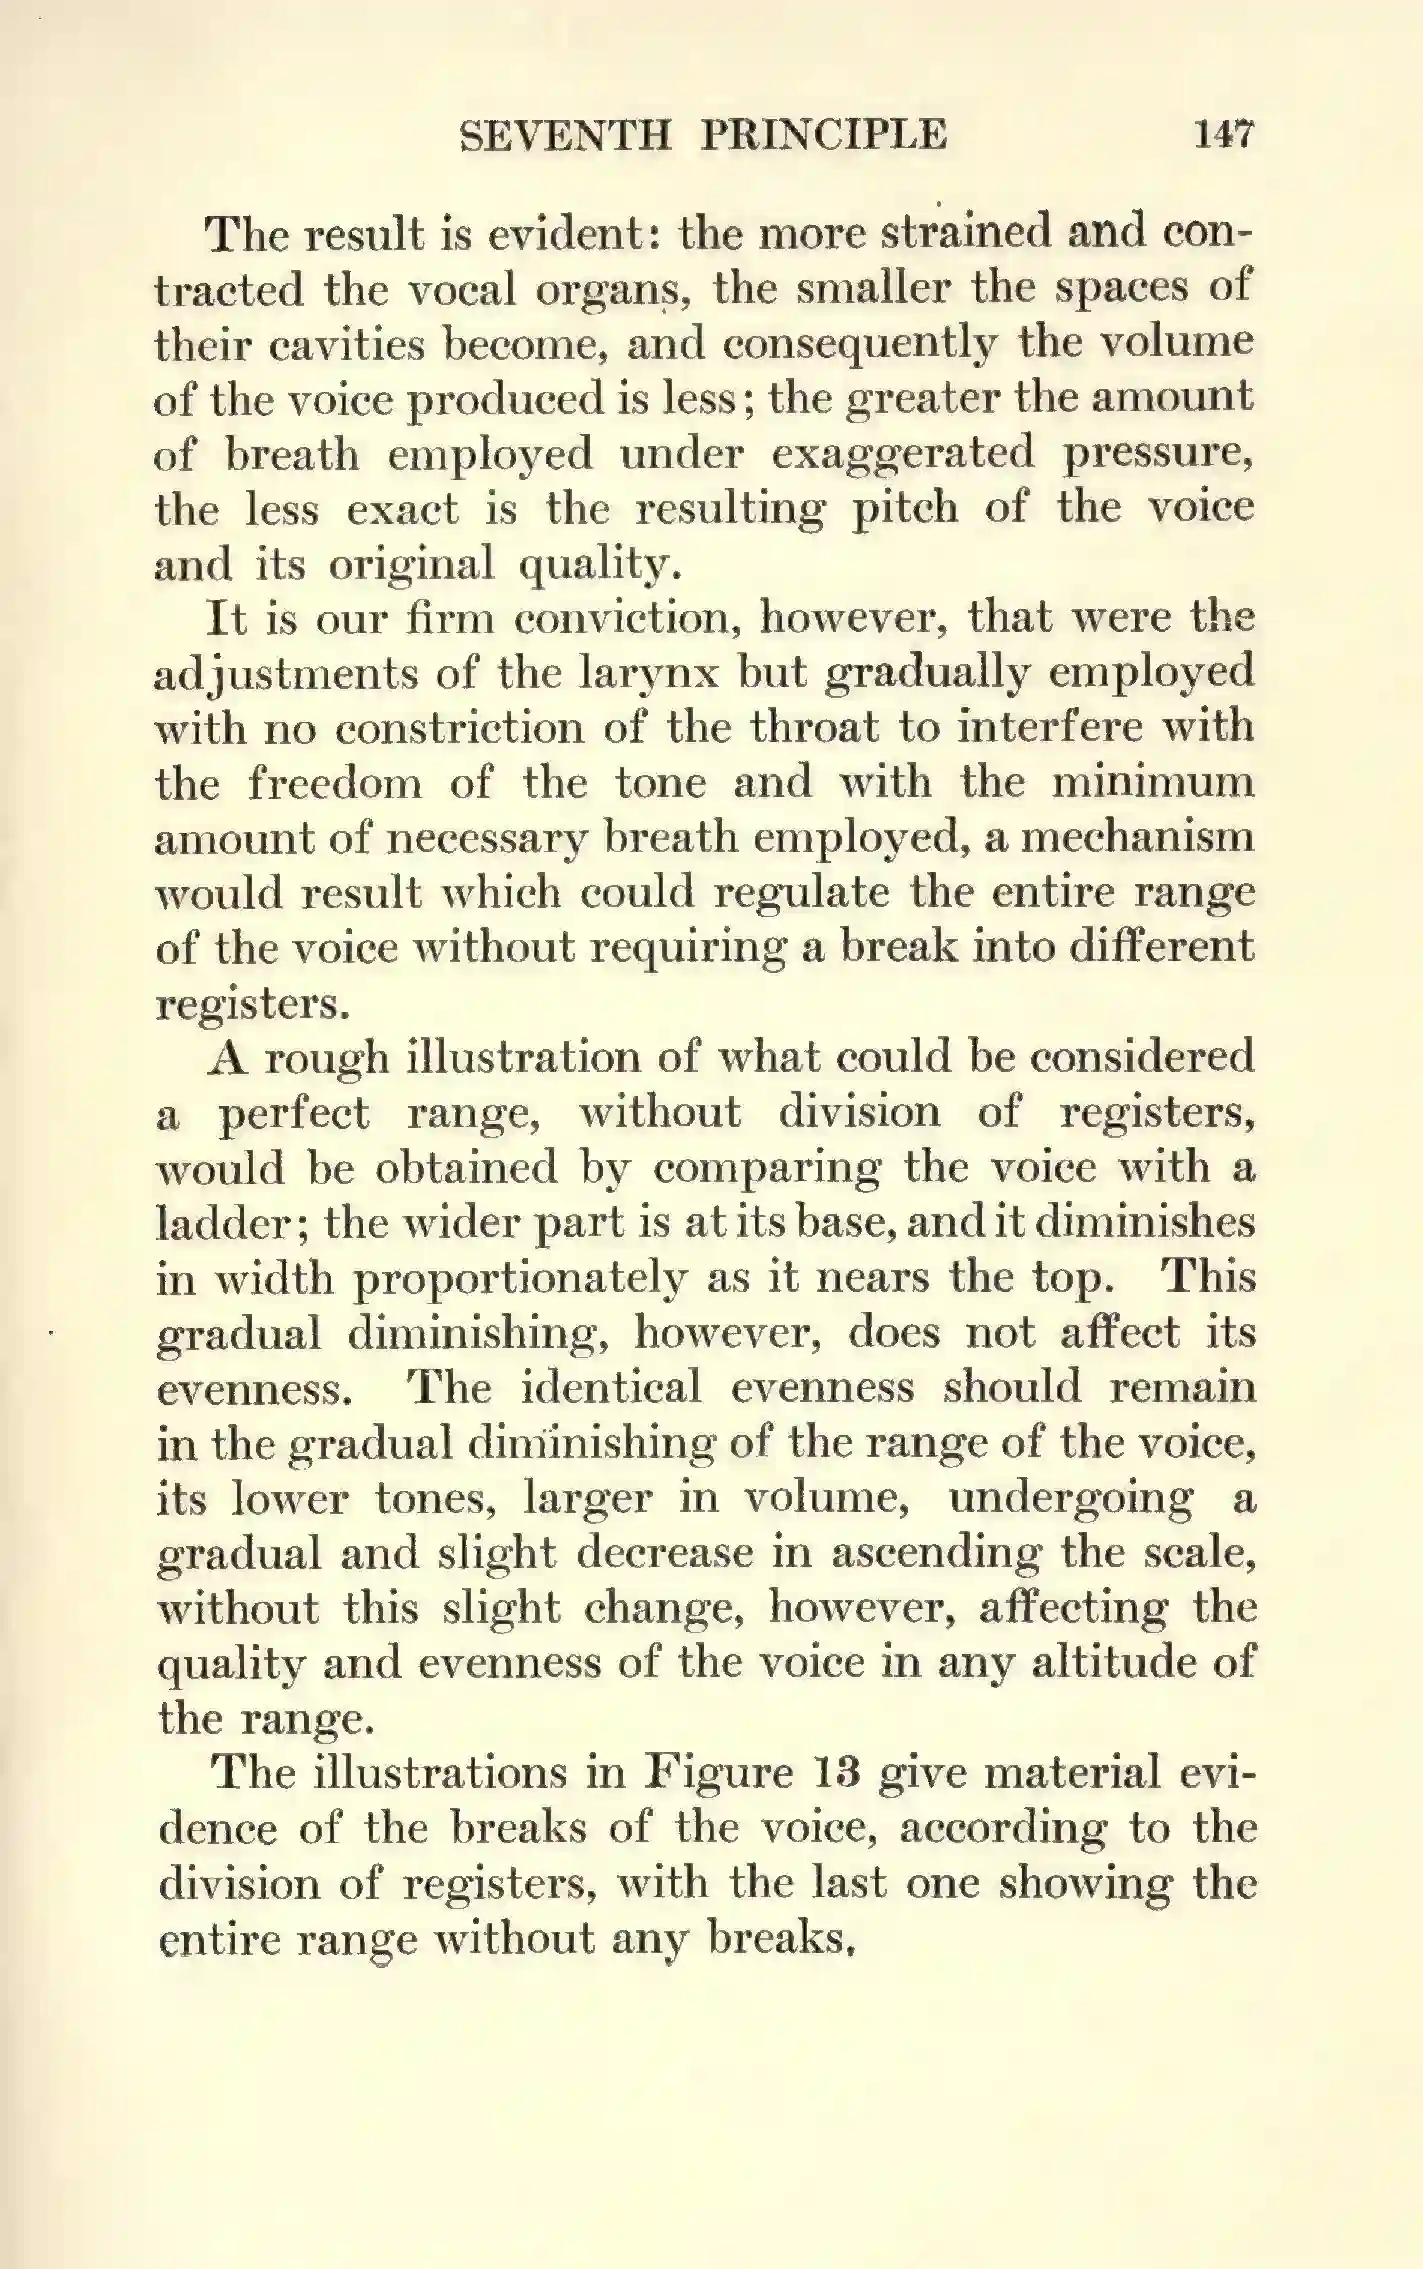 SEVENTH PRINCIPLE 147
The result is evident: the more strained and con-
tracted the vocal organs, the smaller the spaces of
their cavities become, and consequently the volume
of the voice produced is less; the greater the amount
of breath employed under exaggerated pressure,
the less exact is the resulting pitch of the voice
and its original quality.
It is our firm conviction, however, that were the
adjustments of the larynx but gradually employed
with no constriction of the throat to interfere with
the freedom of the tone and with the minimum
amount of necessary breath employed, a mechanism
would result which could regulate the entire range
of the voice without requiring a break into different
registers.
A rough illustration of what could be considered
a perfect range, without division of registers,
would be obtained by comparing the voice with a
ladder; the wider part is at its base, and it diminishes
in width proportionately as it nears the top. This
gradual diminishing, however, does not affect its
evenness. The identical evenness should remain
in the gradual diminishing of the range of the voice,
its lower tones, larger in volume, undergoing a
gradual and slight decrease in ascending the scale,
without this slight change, however, affecting the
quality and evenness of the voice in any altitude of
the range.
The illustrations in Figure 13 give material evi-
dence of the breaks of the voice, according to the
division of registers, with the last one showing the
entire range without any breaks.